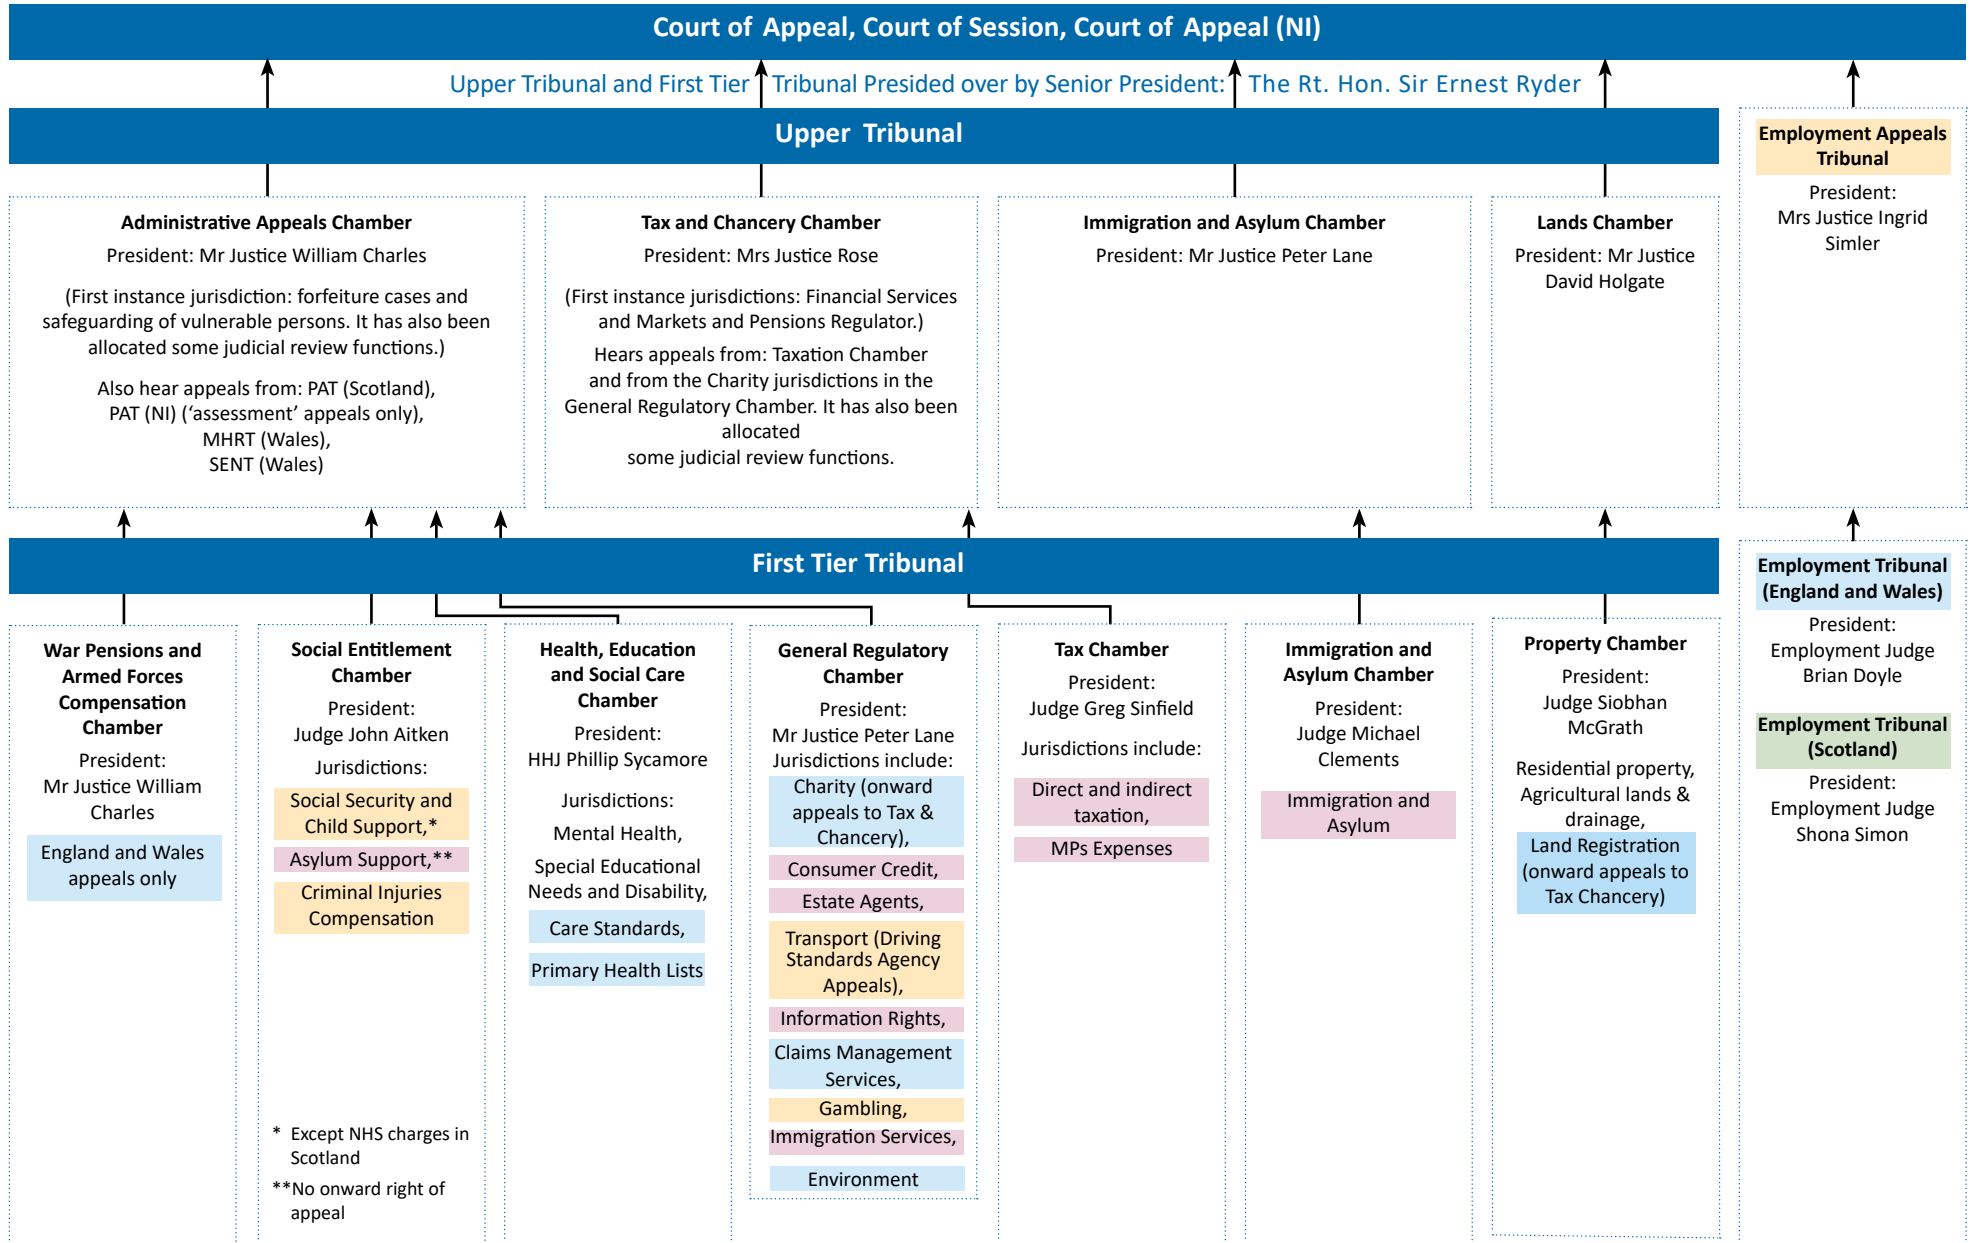 Court of Appeal, Court of Session, Court of Appeal (NI)
Upper Tribunal and First Tier Tribunal Presided over by Senior President: The Rt. Hon. Sir Ernest Ryder
Upper Tribunal
Administrative Appeals Chamber
President: Mr Justice William Charles
(First instance jurisdiction: forfeiture cases and
safeguarding of vulnerable persons. It has also been
allocated some judicial review functions.)
Also hear appeals from: PAT (Scotland),
PAT (NI) (‘assessment’ appeals only),
MHRT (Wales),
SENT (Wales)
Tax and Chancery Chamber
President: Mrs Justice Rose
(First instance jurisdictions: Financial Services
and Markets and Pensions Regulator.)
Hears appeals from: Taxation Chamber
and from the Charity jurisdictions in the
General Regulatory Chamber. It has also been
allocated
some judicial review functions.
Immigration and Asylum Chamber
President: Mr Justice Peter Lane
Lands Chamber
President: Mr Justice
David Holgate
Employment Appeals
Tribunal
President:
Mrs Justice Ingrid
Simler
First Tier Tribunal
War Pensions and
Armed Forces
Compensation
Chamber
President:
Mr Justice William
Charles
England and Wales
appeals only
Social Entitlement
Chamber
President:
Judge John Aitken
Jurisdictions:
Social Security and
Child Support,*
Asylum Support,**
Criminal Injuries
Compensation
* Except NHS charges in
Scotland
**No onward right of
appeal
Health, Education
and Social Care
Chamber
President:
HHJ Phillip Sycamore
Jurisdictions:
Mental Health,
Special Educational
Needs and Disability,
Care Standards,
Primary Health Lists
General Regulatory
Chamber
President:
Mr Justice Peter Lane
Jurisdictions include:
Charity (onward
appeals to Tax &
Chancery),
Consumer Credit,
Estate Agents,
Transport (Driving
Standards Agency
Appeals),
Information Rights,
Claims Management
Services,
Gambling,
Immigration Services,
Environment
Tax Chamber
President:
Judge Greg Sinfield
Jurisdictions include:
Direct and indirect
taxation,
MPs Expenses
Immigration and
Asylum Chamber
President:
Judge Michael
Clements
Immigration and
Asylum
Property Chamber
President:
Judge Siobhan
McGrath
Residential property,
Agricultural lands &
drainage,
Land Registration
(onward appeals to
Tax Chancery)
Employment Tribunal
(England and Wales)
President:
Employment Judge
Brian Doyle
Employment Tribunal
(Scotland)
President:
Employment Judge
Shona Simon